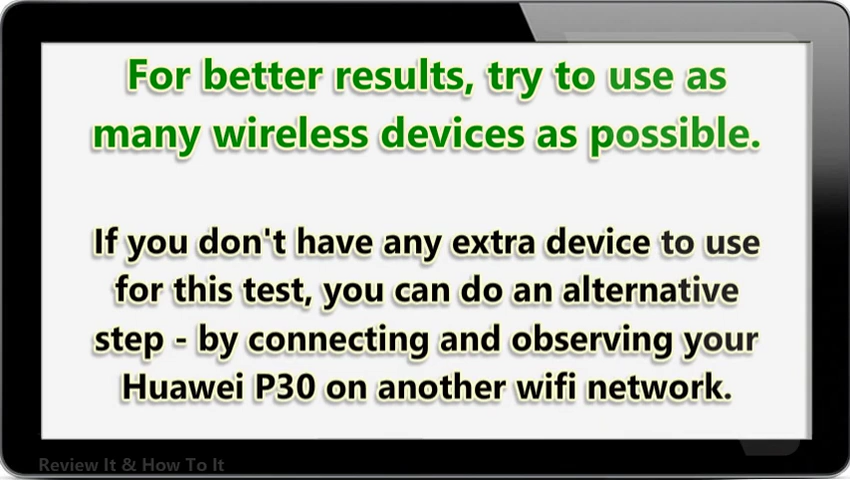 For better results, try to use as
many wireless devices as possible.
If you don't have any extra device to use
for this test, you can do an alternative
step - by connecting and observing your
Huawei P30 on another wifi network.
Review It & How To It